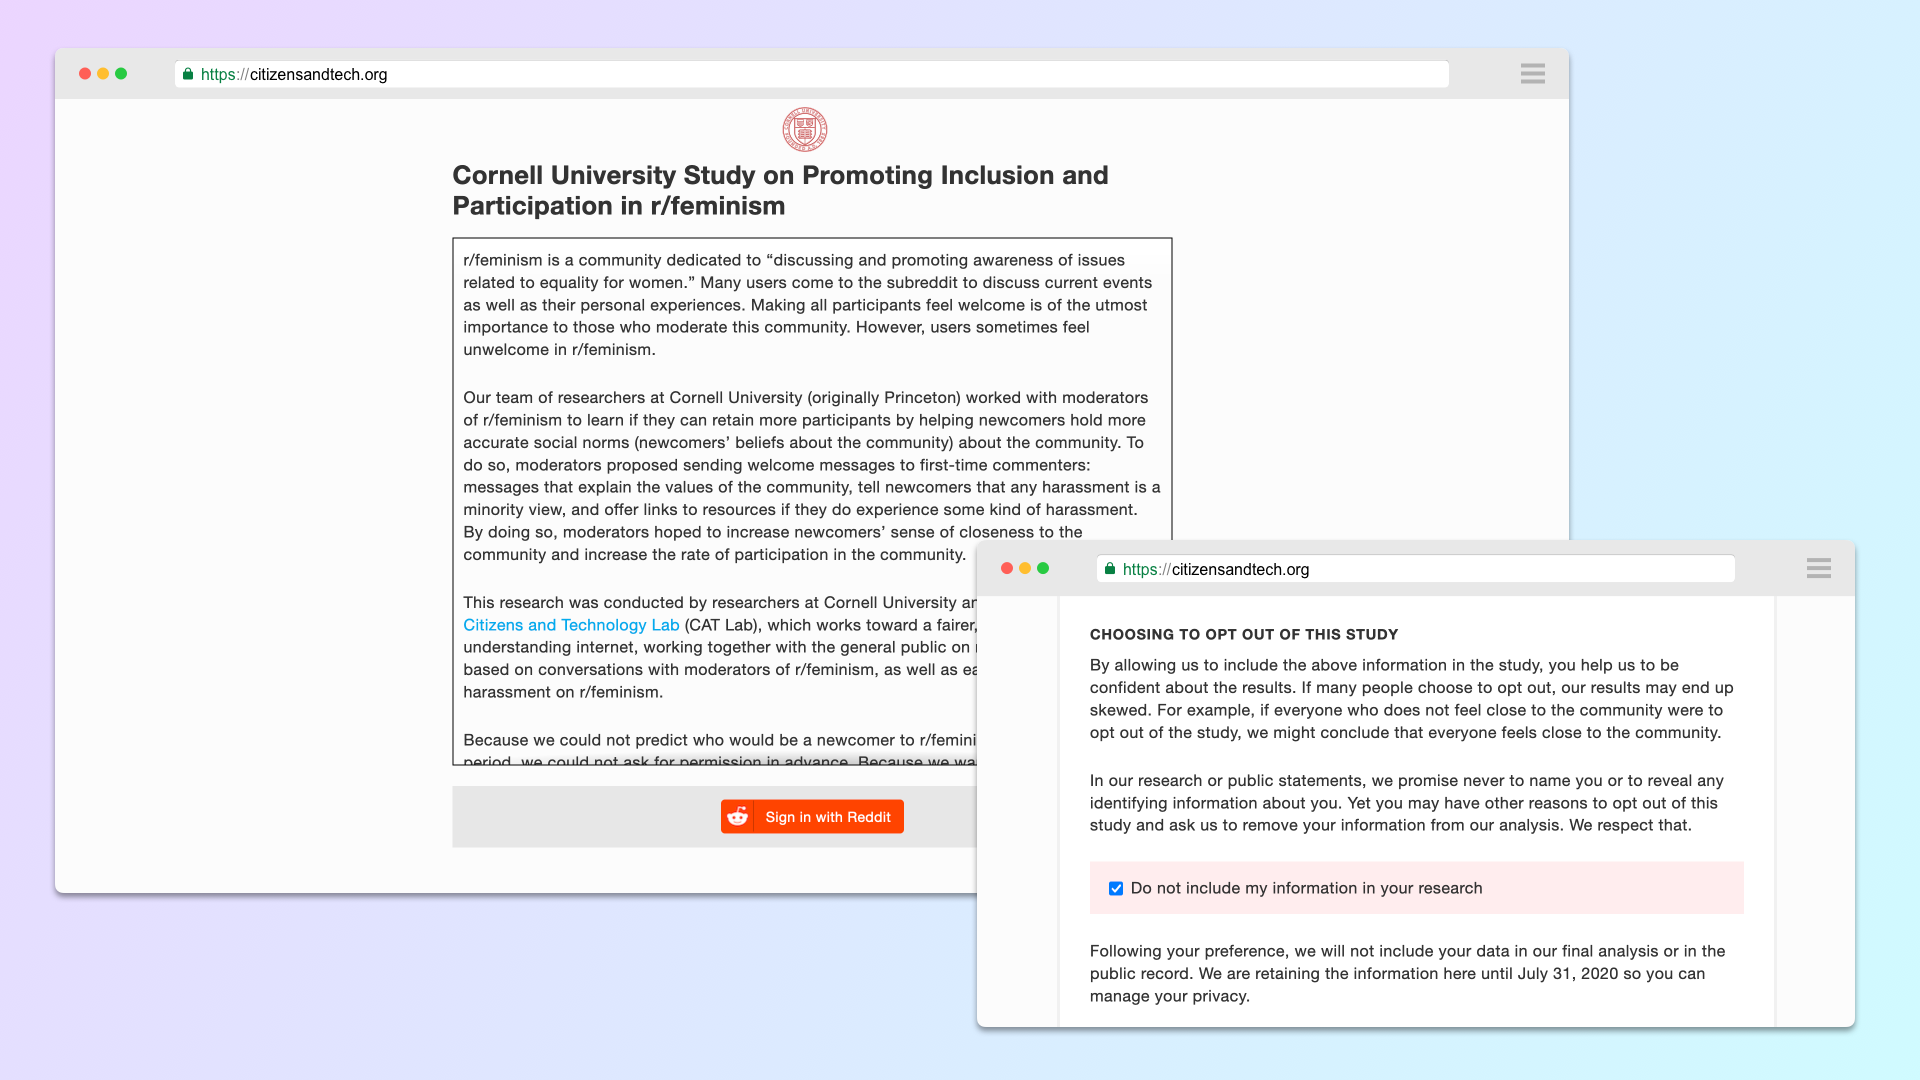 https://citizensandtech.org
Cornell University Study on Promoting Inclusion and
Participation in r/feminism
r/feminism is a community dedicated to “discussing and promoting awareness of issues
related to equality for women.” Many users come to the subreddit to discuss current events
as well as their personal experiences. Making all participants feel welcome is of the utmost
importance to those who moderate this community. However, users sometimes feel
unwelcome in r/feminism.
Our team of researchers at Cornell University (originally Princeton) worked with moderators
of r/feminism to learn if they can retain more participants by helping newcomers hold more
accurate social norms (newcomers’ beliefs about the community) about the community. To
do so, moderators proposed sending welcome messages to first-time commenters:
messages that explain the values of the community, tell newcomers that any harassment is a
minority view, and offer links to resources if they do experience some kind of harassment.
By doing so, moderators hoped to increase newcomers’ sense of closeness to the
community and increase the rate of participation in the community.
This research was conducted by researchers at Cornell University
Citizens and Technology Lab (CAT Lab), which works toward a fairer,
understanding internet, working together with the general public on
based on conversations with moderators of r/feminism, as well as
harassment on r/feminism.
Because we could not predict who would be a newcomer to
period, we could not ask for permission in advance. Because we
Sign in with Reddit
https://citizensandtech.org
CHOOSING TO OPT OUT OF THIS STUDY
By allowing us to include the above information in the study, you help us to be
confident about the results. If many people choose to opt out, our results may end up
skewed. For example, if everyone who does not feel close to the community were to
opt out of the study, we might conclude that everyone feels close to the community.
In our research or public statements, we promise never to name you or to reveal any
identifying information about you. Yet you may have other reasons to opt out of this
study and ask us to remove your information from our analysis. We respect that.
Do not include my information in your research
Following your preference, we will not include your data in our final analysis or in the
public record. We are retaining the information here until July 31, 2020 so you can
manage your privacy.